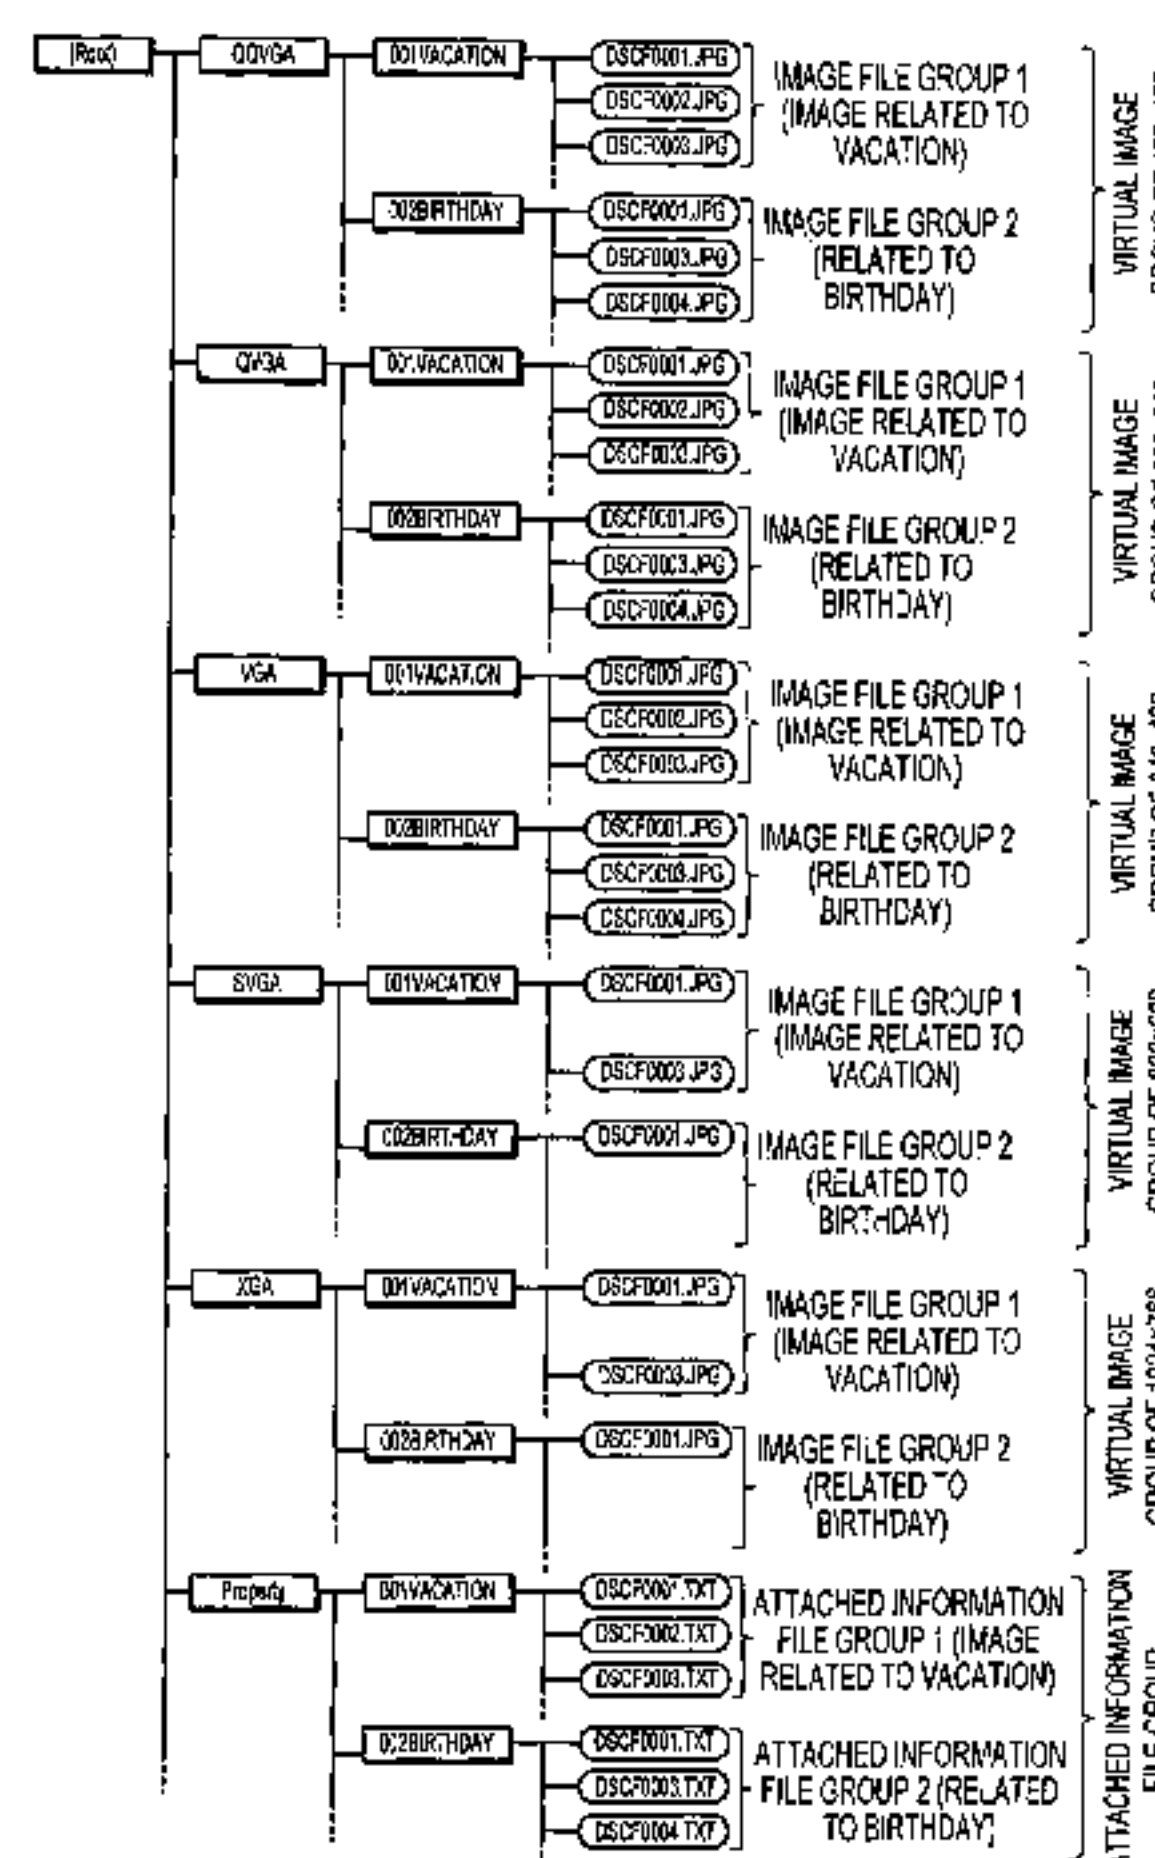 (Root)
QQVGA
001VACATION
DSCF0001.JPG
DSCF0002.JPG
DSCF0003.JPG
IMAGE FILE GROUP 1
(IMAGE RELATED TO
VACATION)
002BIRTHDAY
DSCF0001.JPG
DSCF0003.JPG
DSCF0004.JPG
IMAGE FILE GROUP 2
(RELATED TO
BIRTHDAY)
VIRTUAL IMAGE
QVGA
001VACATION
DSCF0001.JPG
DSCF0002.JPG
DSCF0003.JPG
IMAGE FILE GROUP 1
(IMAGE RELATED TO
VACATION)
002BIRTHDAY
DSCF0001.JPG
DSCF0003.JPG
DSCF0004.JPG
IMAGE FILE GROUP 2
(RELATED TO
BIRTHDAY)
VIRTUAL IMAGE
VGA
001VACATION
DSCF0001.JPG
DSCF0002.JPG
DSCF0003.JPG
IMAGE FILE GROUP 1
(IMAGE RELATED TO
VACATION)
002BIRTHDAY
DSCF0001.JPG
DSCF0003.JPG
DSCF0004.JPG
IMAGE FILE GROUP 2
(RELATED TO
BIRTHDAY)
VIRTUAL IMAGE
SVGA
001VACATION
DSCF0001.JPG
DSCF0003.JPG
IMAGE FILE GROUP 1
(IMAGE RELATED TO
VACATION)
002BIRTHDAY
DSCF0001.JPG
IMAGE FILE GROUP 2
(RELATED TO
BIRTHDAY)
VIRTUAL IMAGE
XGA
001VACATION
DSCF0001.JPG
DSCF0003.JPG
IMAGE FILE GROUP 1
(IMAGE RELATED TO
VACATION)
002BIRTHDAY
DSCF0001.JPG
IMAGE FILE GROUP 2
(RELATED TO
BIRTHDAY)
VIRTUAL IMAGE
GROUP OF 1024×768
Property
001VACATION
DSCF0001.TXT
DSCF0002.TXT
DSCF0003.TXT
ATTACHED INFORMATION
FILE GROUP 1 (IMAGE
RELATED TO VACATION)
002BIRTHDAY
DSCF0001.TXT
DSCF0003.TXT
DSCF0004.TXT
ATTACHED INFORMATION
FILE GROUP 2 (RELATED
TO BIRTHDAY)
ATTACHED INFORMATION
FILE GROUP